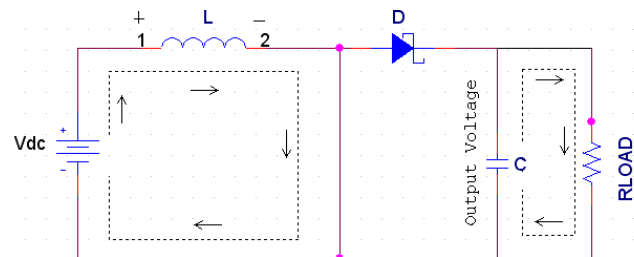 + L − D
1 2
+
Vdc
-
Output Voltage
C
RLOAD